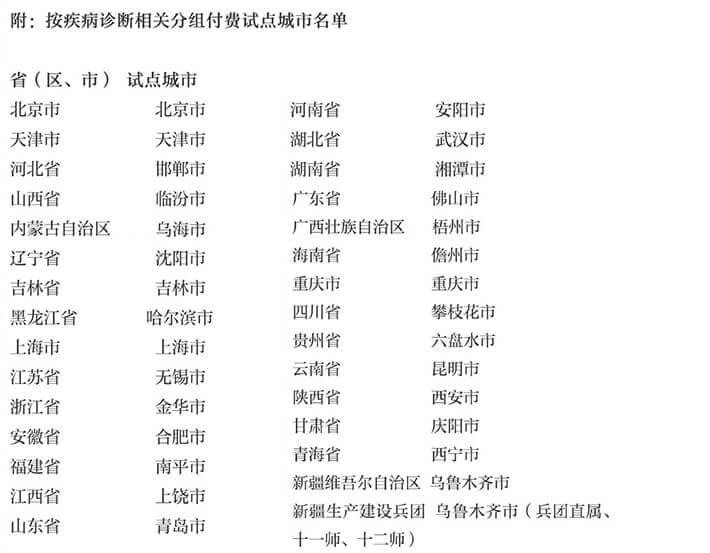 附：按疾病诊断相关分组付费试点城市名单
省（区、市） 试点城市
北京市 北京市
天津市 天津市
河北省 邯郸市
山西省 临汾市
内蒙古自治区 乌海市
辽宁省 沈阳市
吉林省 吉林市
黑龙江省 哈尔滨市
上海市 上海市
江苏省 无锡市
浙江省 金华市
安徽省 合肥市
福建省 南平市
江西省 上饶市
山东省 青岛市
河南省 安阳市
湖北省 武汉市
湖南省 湘潭市
广东省 佛山市
广西壮族自治区 梧州市
海南省 儋州市
重庆市 重庆市
四川省 攀枝花市
贵州省 六盘水市
云南省 昆明市
陕西省 西安市
甘肃省 庆阳市
青海省 西宁市
新疆维吾尔自治区 乌鲁木齐市
新疆生产建设兵团 乌鲁木齐市（兵团直属、
十一师、十二师）